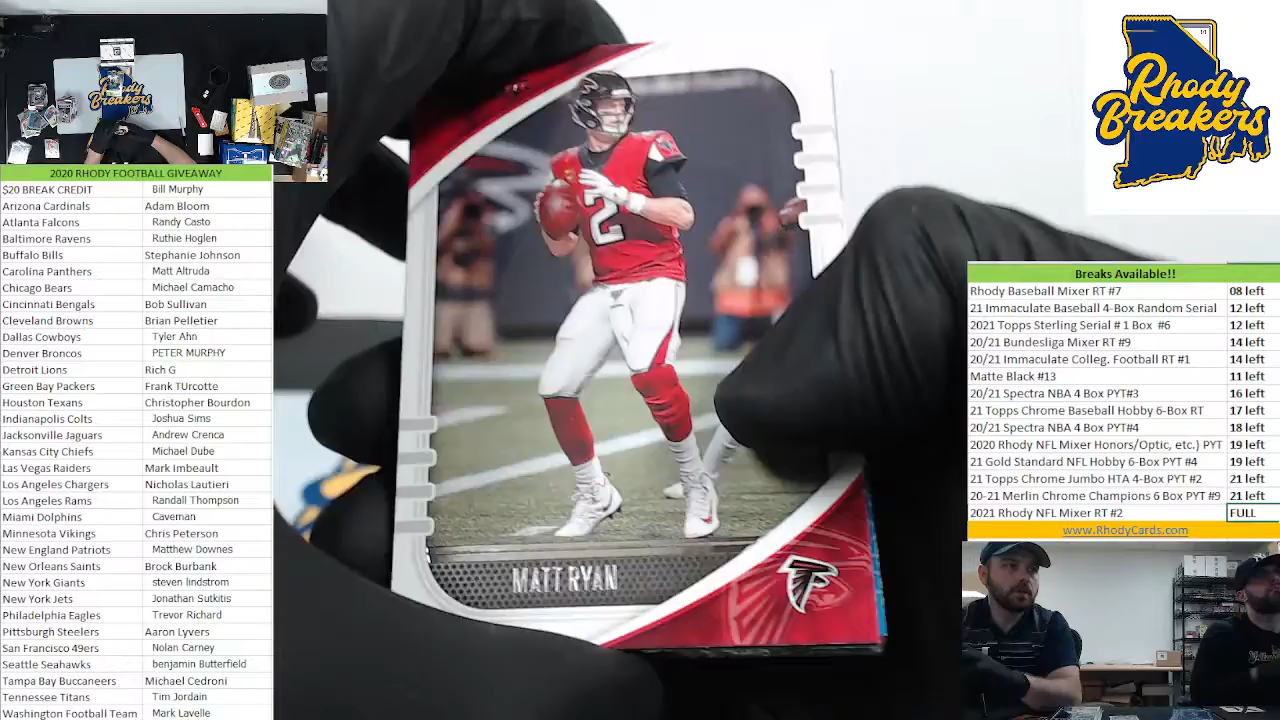 2020 RHODY FOOTBALL GIVEAWAY
$20 BREAK CREDIT Bill Murphy
Arizona Cardinals Adam Bloom
Atlanta Falcons Randy Casto
Baltimore Ravens Ruthie Hoglen
Buffalo Bills Stephanie Johnson
Carolina Panthers Matt Altruda
Chicago Bears Michael Camacho
Cincinnati Bengals Bob Sullivan
Cleveland Browns Brian Pelletier
Dallas Cowboys Tyler Ahn
Denver Broncos PETER MURPHY
Detroit Lions Rich G
Green Bay Packers Frank TUrcotte
Houston Texans Christopher Bourdon
Indianapolis Colts Joshua Sims
Jacksonville Jaguars Andrew Crenca
Kansas City Chiefs Michael Dube
Las Vegas Raiders Mark Imbeault
Los Angeles Chargers Nicholas Lautieri
Los Angeles Rams Randall Thompson
Miami Dolphins Caveman
Minnesota Vikings Chris Peterson
New England Patriots Matthew Downes
New Orleans Saints Brock Burbank
New York Giants steven lindstrom
New York Jets Jonathan Sutkitis
Philadelphia Eagles Trevor Richard
Pittsburgh Steelers Aaron Lyvers
San Francisco 49ers Nolan Carney
Seattle Seahawks benjamin Butterfield
Tampa Bay Buccaneers Michael Cedroni
Tennessee Titans Tim Jordain
Washington Football Team Mark Lavelle
2
MATT RYAN
Rhody
Breakers
Breaks Available!!
Rhody Baseball Mixer RT #7 08 left
21 Immaculate Baseball 4-Box Random Serial 12 left
2021 Topps Sterling Serial # 1 Box #6 12 left
20/21 Bundesliga Mixer RT #9 14 left
20/21 Immaculate Colleg. Football RT #1 14 left
Matte Black #13 11 left
20/21 Spectra NBA 4 Box PYT#3 16 left
21 Topps Chrome Baseball Hobby 6-Box RT 17 left
20/21 Spectra NBA 4 Box PYT#4 18 left
2020 Rhody NFL Mixer Honors/Optic, etc.) PYT 19 left
21 Gold Standard NFL Hobby 6-Box PYT #4 19 left
21 Topps Chrome Jumbo HTA 4-Box PYT #2 21 left
20-21 Merlin Chrome Champions 6 Box PYT #9 21 left
2021 Rhody NFL Mixer RT #2 FULL
www.RhodyCards.com
Rhody
Breakers